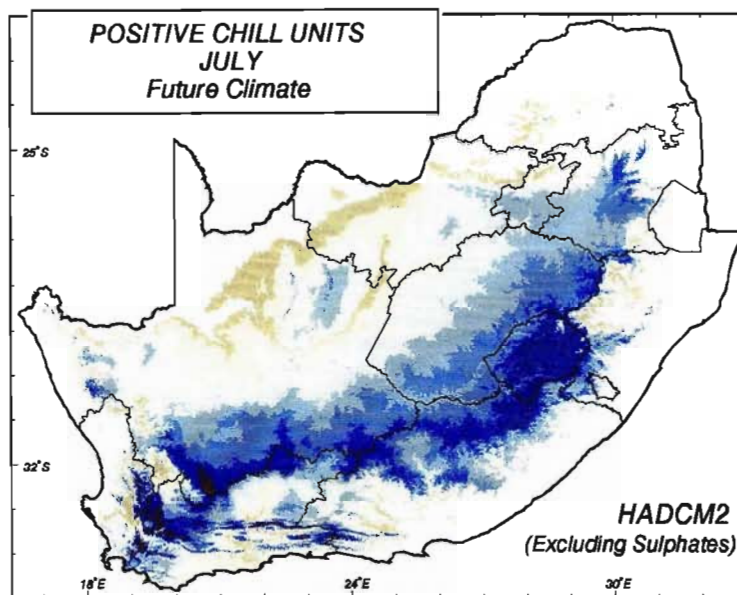 POSITIVE CHILL UNITS
JULY
Future Climate
25°S
32°S
HADCM2
(Excluding Sulphates)
18°E
24°E
30°E